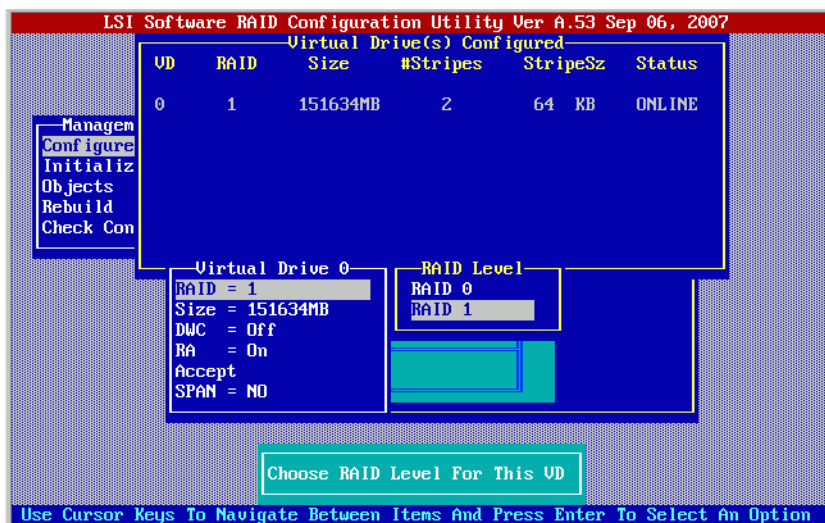 LSI Software RAID Configuration Utility Ver A.53 Sep 06, 2007
Virtual Drive(s) Configured
VD RAID Size #Stripes StripeSz Status
0 1 151634MB 2 64 KB ONLINE
Managem
Configure
Initializ
Objects
Rebuild
Check Con
Virtual Drive 0
RAID = 1
Size = 151634MB
DWC = Off
RA = On
Accept
SPAN = NO
RAID Level
RAID 0
RAID 1
Choose RAID Level For This VD
Use Cursor Keys To Navigate Between Items And Press Enter To Select An Option